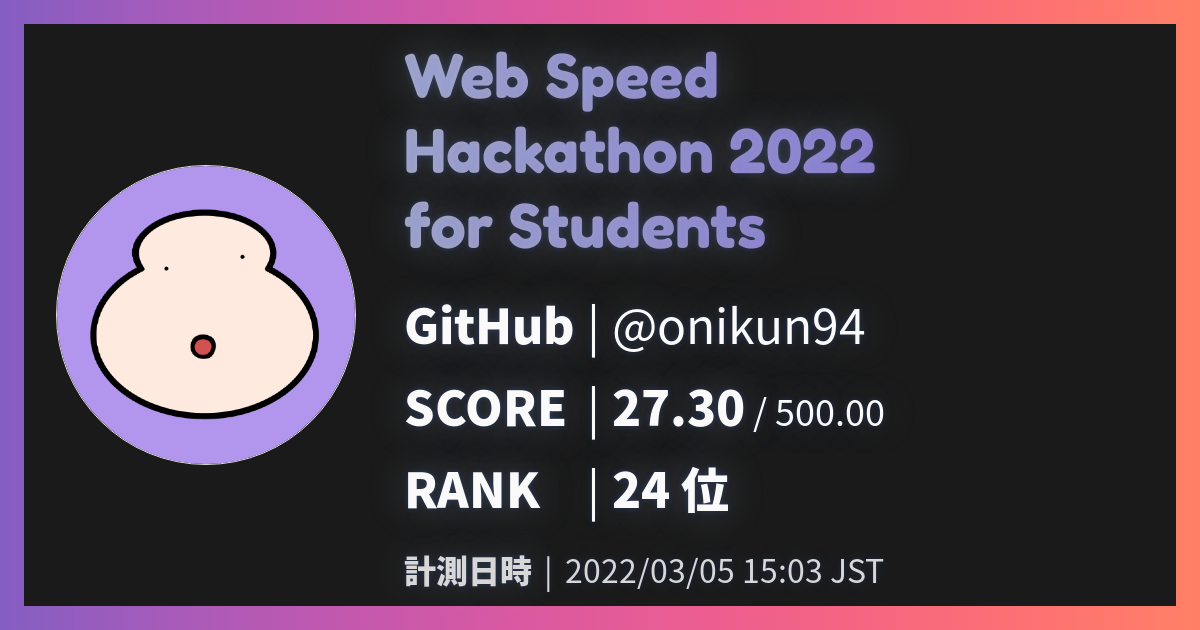 Web Speed
Hackathon 2022
for Students
GitHub | @onikun94
SCORE | 27.30 / 500.00
RANK | 24 位
計測日時 | 2022/03/05 15:03 JST